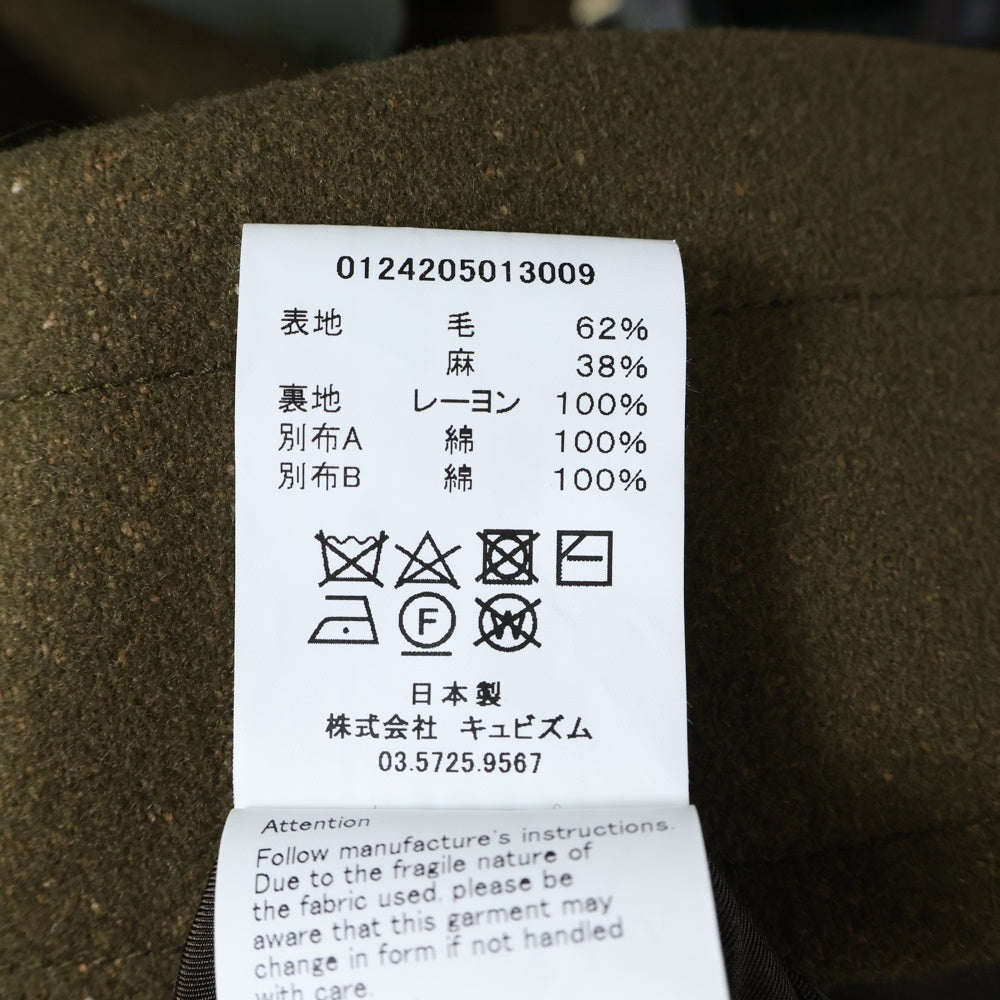 0124205013009
表地 毛 62%
麻 38%
裏地 レーヨン 100%
別布A 綿 100%
別布B 綿 100%
F W
日本製
株式会社 キュビズム
03.5725.9567
Attention
Follow manufacture's instructions.
Due to the fragile nature of
the fabric used, please be
aware that this garment may
change in form if not handled
with care.